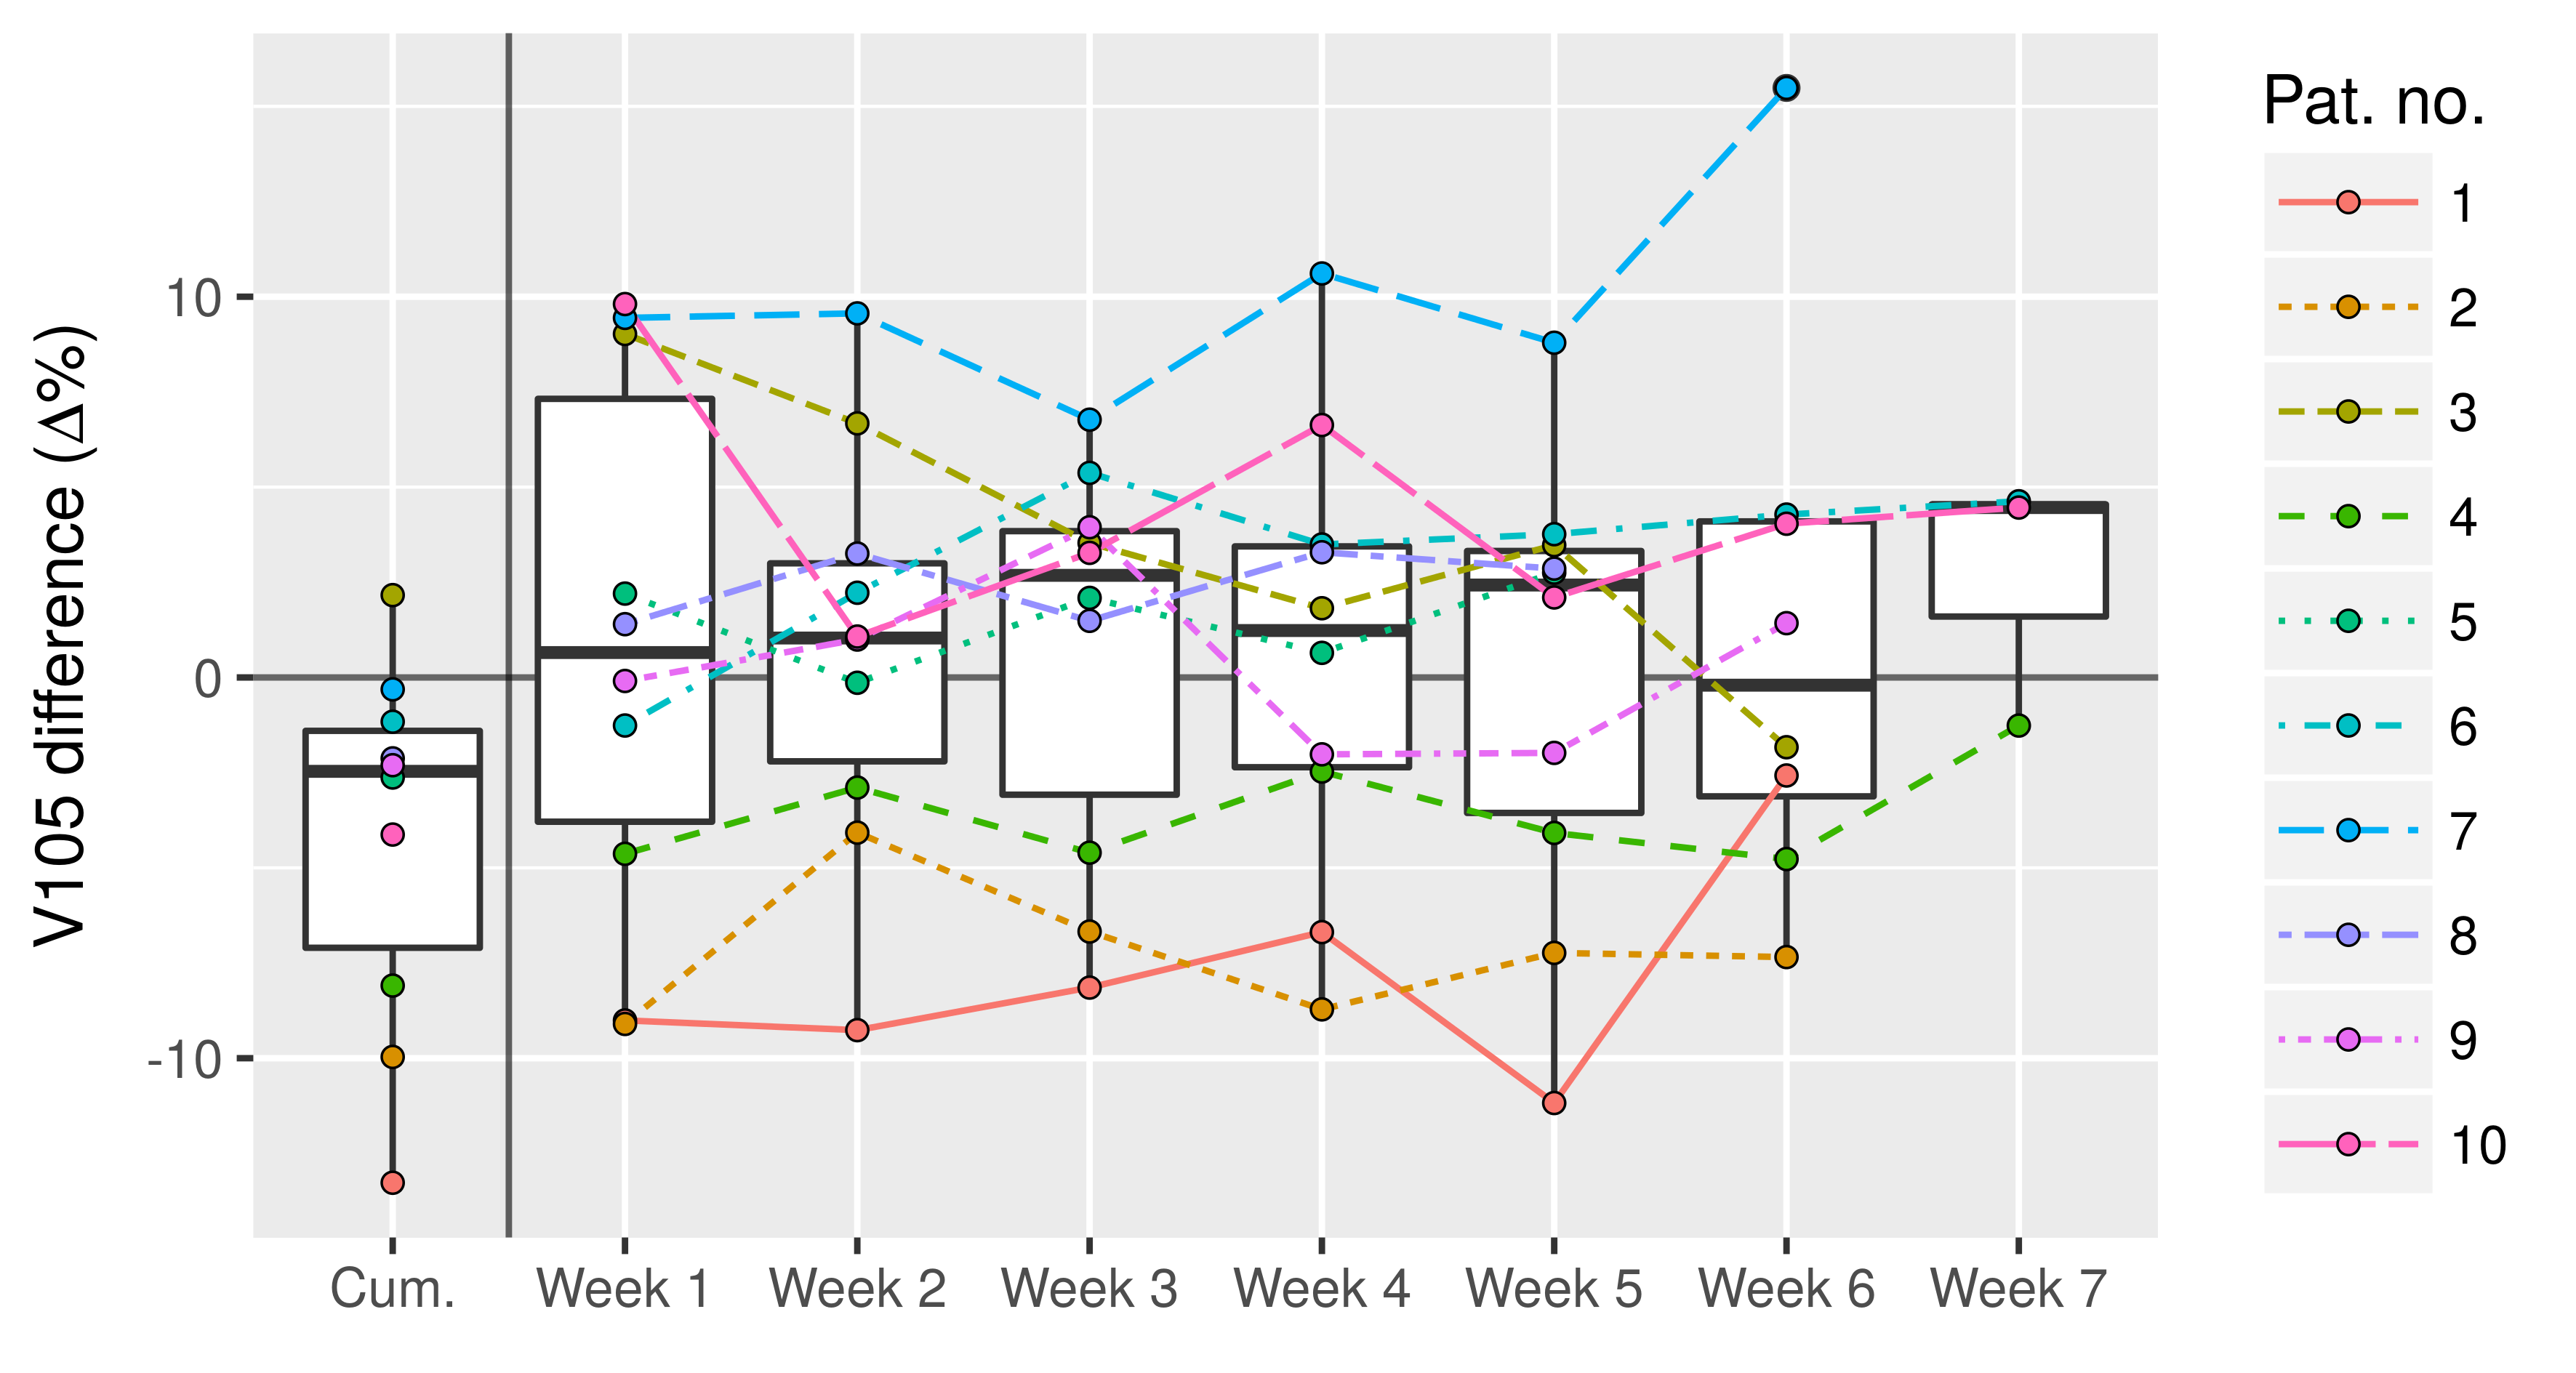 V105 difference (Δ%)
10
0
-10
Cum.
Week 1
Week 2
Week 3
Week 4
Week 5
Week 6
Week 7
Pat. no.
1
2
3
4
5
6
7
8
9
10